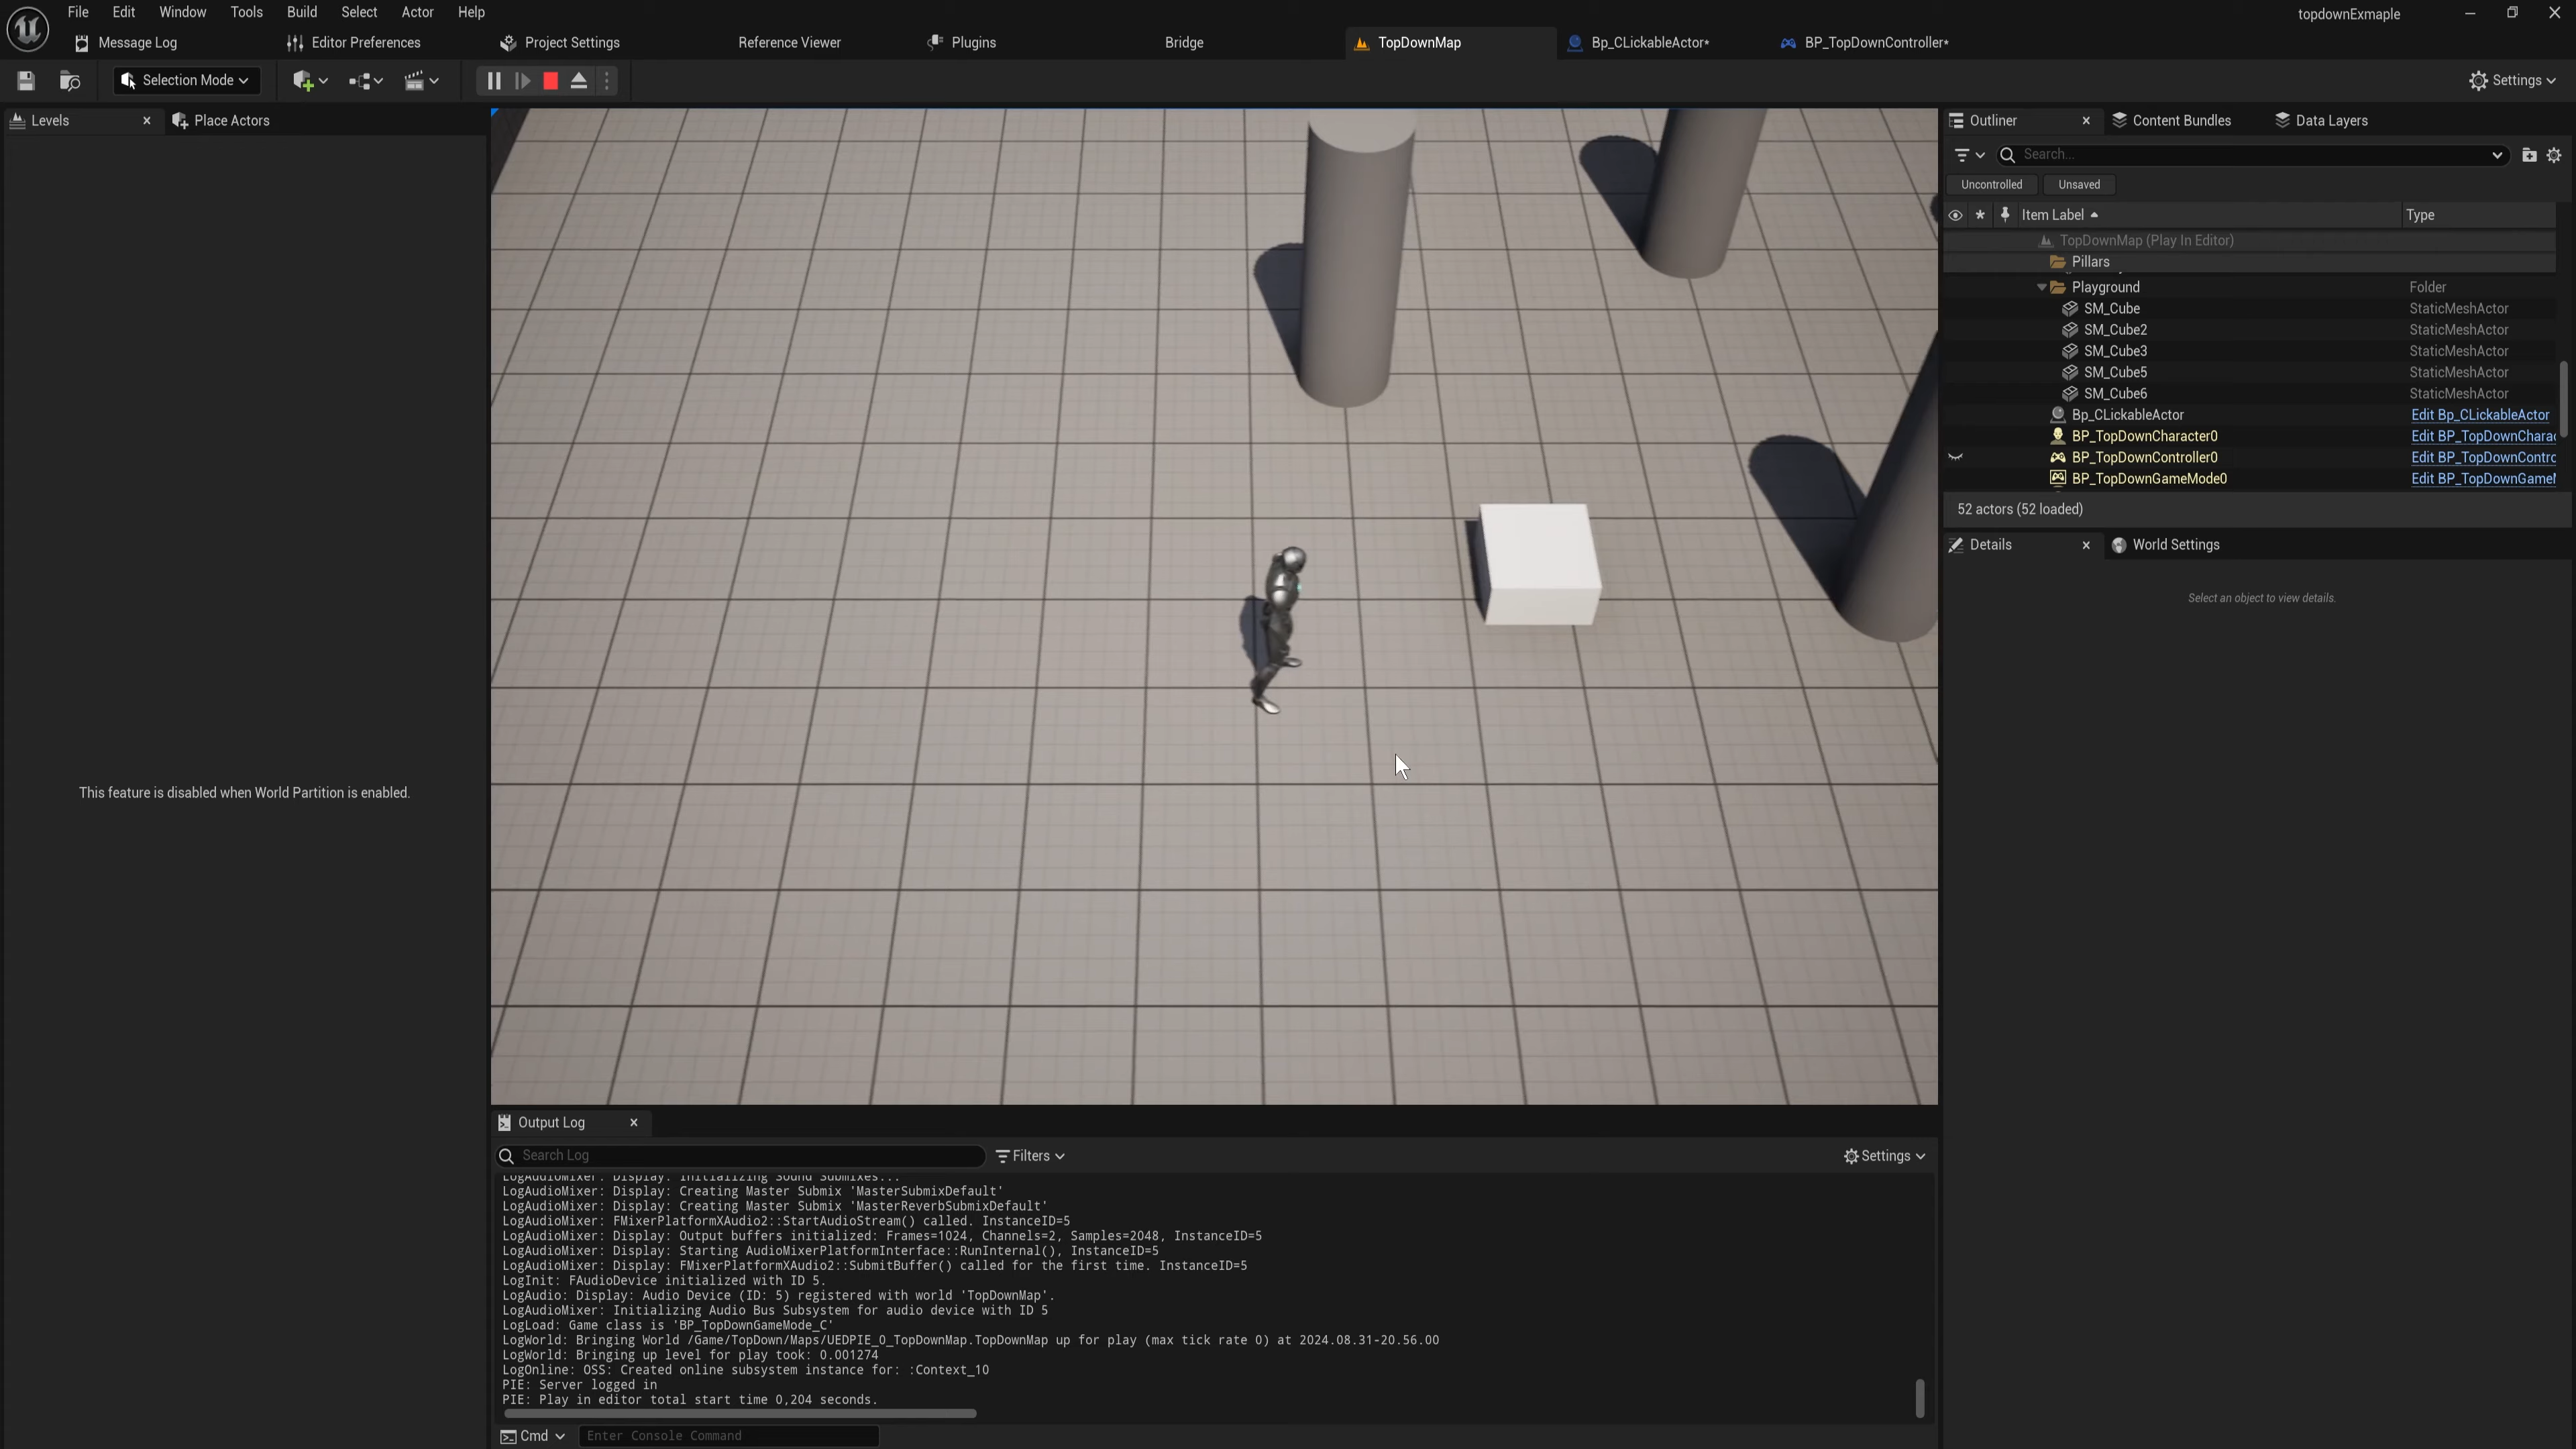 File Edit Window Tools Build Select Actor Help
topdownExmaple
Message Log Editor Preferences Project Settings Reference Viewer Plugins Bridge TopDownMap Bp_CLickableActor* BP_TopDownController*
Selection Mode
Settings
Levels
Place Actors
This feature is disabled when World Partition is enabled.
Outliner
Content Bundles
Data Layers
Search...
Uncontrolled
Unsaved
Item Label
Type
TopDownMap (Play In Editor)
Pillars
Playground Folder
SM_Cube StaticMeshActor
SM_Cube2 StaticMeshActor
SM_Cube3 StaticMeshActor
SM_Cube5 StaticMeshActor
SM_Cube6 StaticMeshActor
Bp_CLickableActor Edit Bp_CLickableActor
BP_TopDownCharacter0 Edit BP_TopDownCharac
BP_TopDownController0 Edit BP_TopDownContro
BP_TopDownGameMode0 Edit BP_TopDownGame
52 actors (52 loaded)
Details
World Settings
Select an object to view details.
Output Log
Search Log
Filters
Settings
LogAudioMixer: Display: Initializing Sound Submixes...
LogAudioMixer: Display: Creating Master Submix 'MasterSubmixDefault'
LogAudioMixer: Display: Creating Master Submix 'MasterReverbSubmixDefault'
LogAudioMixer: FMixerPlatformXAudio2::StartAudioStream() called. InstanceID=5
LogAudioMixer: Display: Output buffers initialized: Frames=1024, Channels=2, Samples=2048, InstanceID=5
LogAudioMixer: Display: Starting AudioMixerPlatformInterface::RunInternal(), InstanceID=5
LogAudioMixer: Display: FMixerPlatformXAudio2::SubmitBuffer() called for the first time. InstanceID=5
LogInit: FAudioDevice initialized with ID 5.
LogAudio: Display: Audio Device (ID: 5) registered with world 'TopDownMap'.
LogAudioMixer: Initializing Audio Bus Subsystem for audio device with ID 5
LogLoad: Game class is 'BP_TopDownGameMode_C'
LogWorld: Bringing World /Game/TopDown/Maps/UEDPIE_0_TopDownMap.TopDownMap up for play (max tick rate 0) at 2024.08.31-20.56.00
LogWorld: Bringing up level for play took: 0.001274
LogOnline: OSS: Created online subsystem instance for: :Context_10
PIE: Server logged in
PIE: Play in editor total start time 0,204 seconds.
Cmd
Enter Console Command